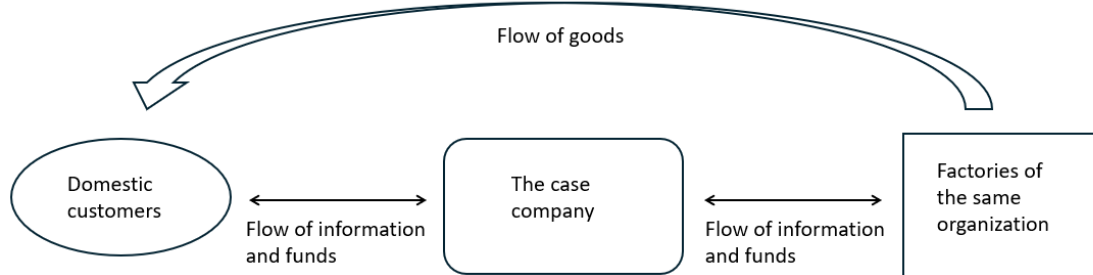 Flow of goods
Domestic
customers
Flow of information
and funds
The case
company
Flow of information
and funds
Factories of
the same
organization